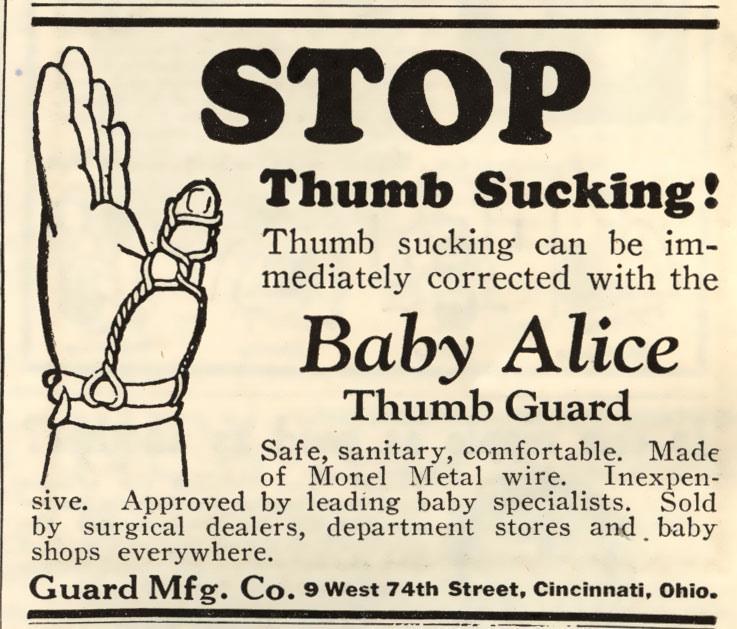 STOP
Thumb Sucking!
Thumb sucking can be im-
mediately corrected with the
Baby Alice
Thumb Guard
Safe, sanitary, comfortable. Made
of Monel Metal wire. Inexpen-
sive. Approved by leading baby specialists. Sold
by surgical dealers, department stores and baby
shops everywhere.
Guard Mfg. Co. 9 West 74th Street, Cincinnati, Ohio.